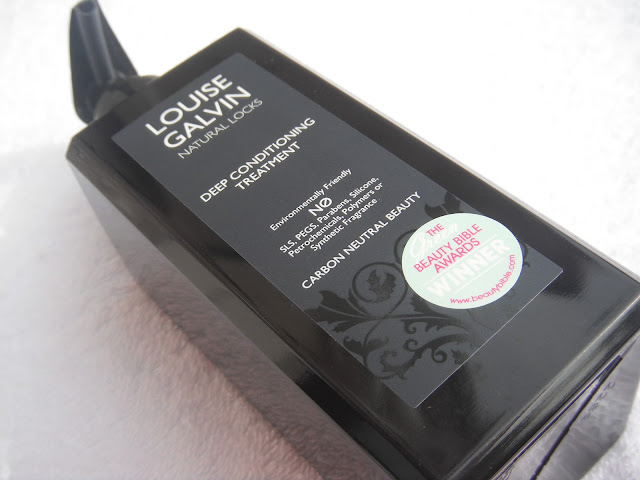 LOUISE
GALVIN
NATURAL LOCKS
DEEP CONDITIONING
TREATMENT
Environmentally Friendly
NØ
SLS, PEGS, Parabens, Silicone,
Petrochemicals, Polymers or
Synthetic Fragrance
CARBON NEUTRAL BEAUTY
THE
BEAUTY BIBLE
AWARDS
WINNER
www.beautybible.com